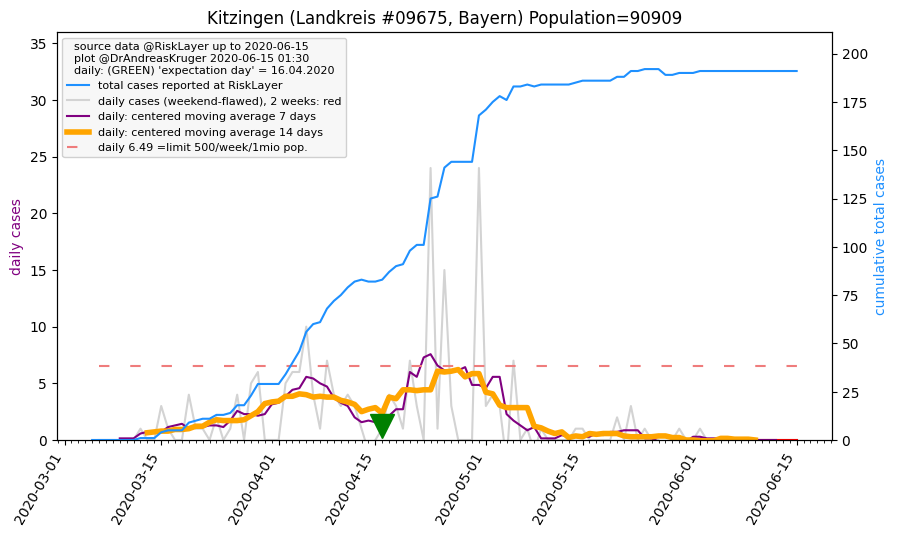 Kitzingen (Landkreis #09675, Bayern) Population=90909
source data @RiskLayer up to 2020-06-15
plot @DrAndreasKruger 2020-06-15 01:30
daily: (GREEN) 'expectation day' = 16.04.2020
total cases reported at RiskLayer
daily cases (weekend-flawed), 2 weeks: red
daily: centered moving average 7 days
daily: centered moving average 14 days
daily 6.49 =limit 500/week/1mio pop.
daily cases
35
30
25
20
15
10
5
0
200
175
150
125
100
75
50
25
0
cumulative total cases
2020-03-01
2020-03-15
2020-04-01
2020-04-15
2020-05-01
2020-05-15
2020-06-01
2020-06-15